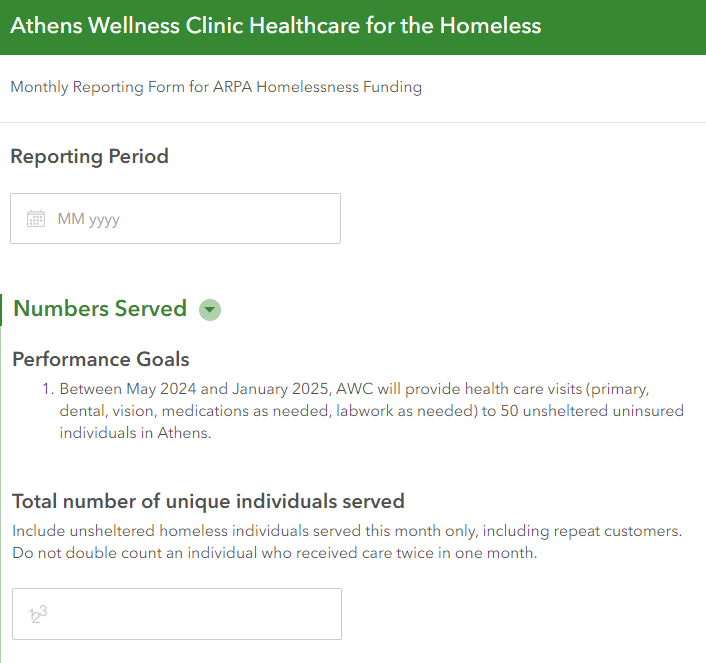 Athens Wellness Clinic Healthcare for the Homeless
Monthly Reporting Form for ARPA Homelessness Funding
Reporting Period
MM yyyy
Numbers Served
Performance Goals
1. Between May 2024 and January 2025, AWC will provide health care visits (primary,
dental, vision, medications as needed, labwork as needed) to 50 unsheltered uninsured
individuals in Athens.
Total number of unique individuals served
Include unsheltered homeless individuals served this month only, including repeat customers.
Do not double count an individual who received care twice in one month.
123